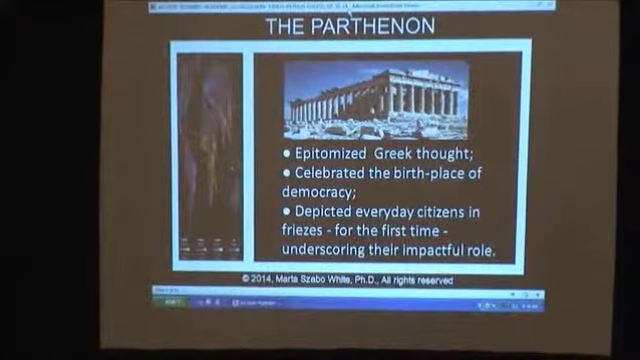 THE PARTHENON
● Epitomized Greek thought;
● Celebrated the birth-place of
democracy;
● Depicted everyday citizens in
friezes - for the first time -
underscoring their impactful role.
© 2014, Marta Szabo White, Ph.D., All rights reserved